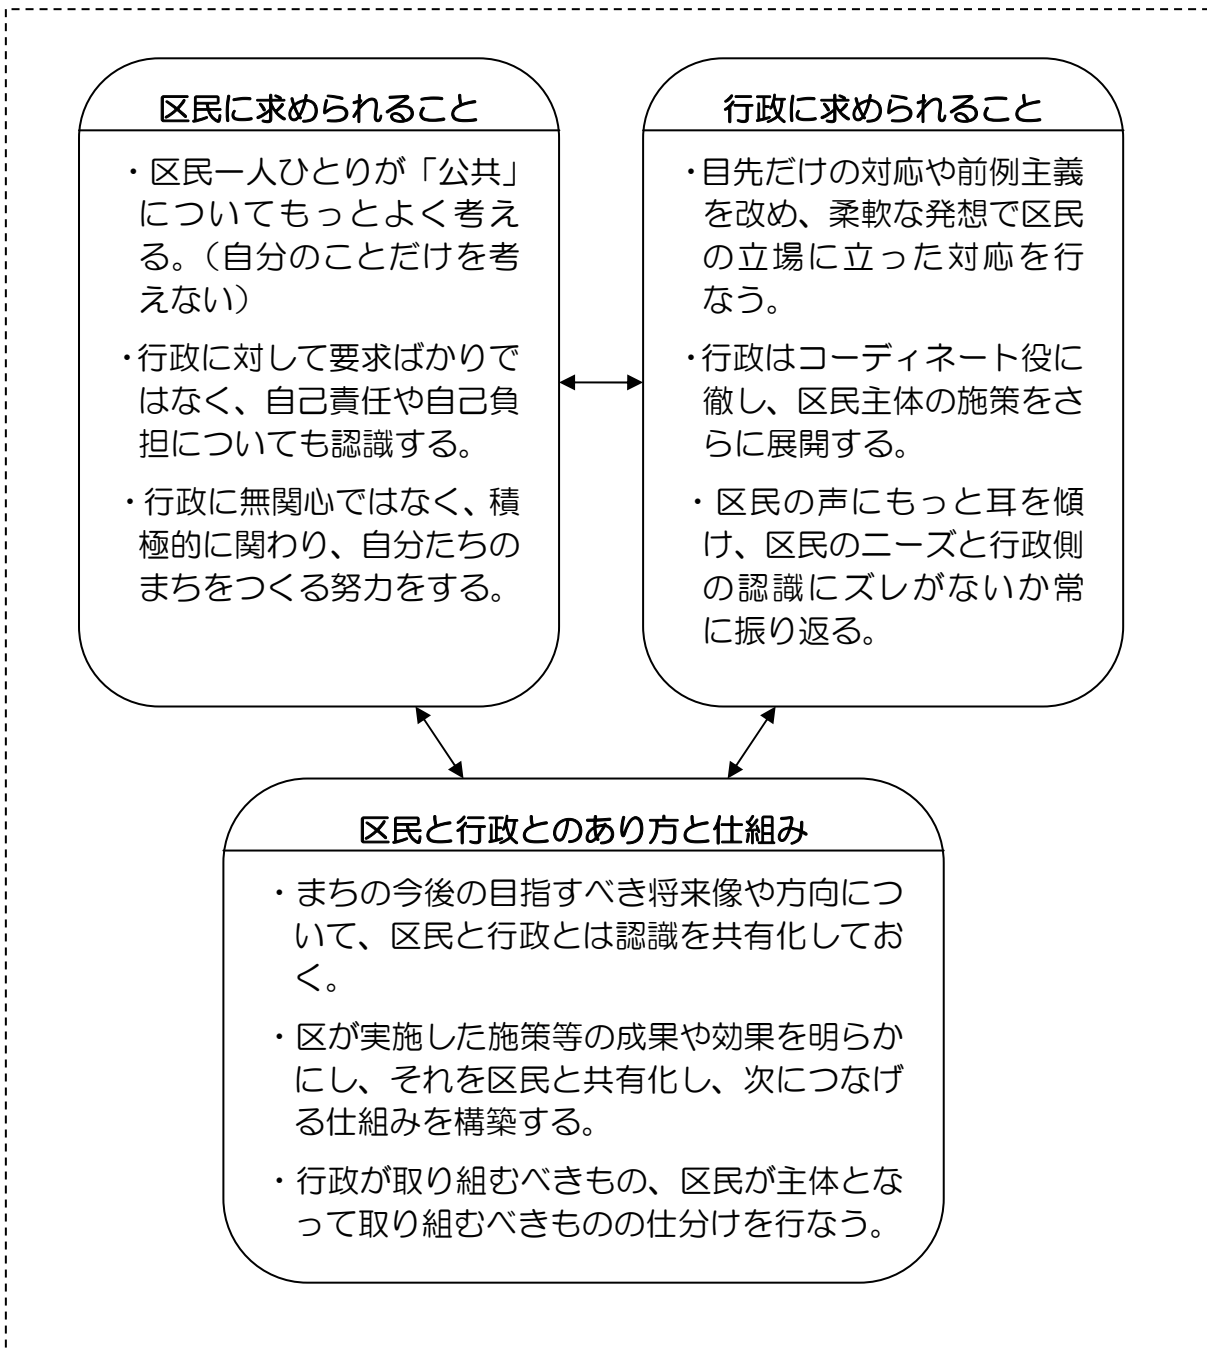 区民に求められること
・区民一人ひとりが「公共」
についてもっとよく考え
る。（自分のことだけを考
えない）
・行政に対して要求ばかりで
はなく、自己責任や自己負
担についても認識する。
・行政に無関心ではなく、積
極的に関わり、自分たちの
まちをつくる努力をする。
行政に求められること
・目先だけの対応や前例主義
を改め、柔軟な発想で区民
の立場に立った対応を行
なう。
・行政はコーディネート役に
徹し、区民主体の施策をさ
らに展開する。
・区民の声にもっと耳を傾
け、区民のニーズと行政側
の認識にズレがないか常
に振り返る。
区民と行政とのあり方と仕組み
・まちの今後の目指すべき将来像や方向につ
いて、区民と行政とは認識を共有化してお
く。
・区が実施した施策等の成果や効果を明らか
にし、それを区民と共有化し、次につなげ
る仕組みを構築する。
・行政が取り組むべきもの、区民が主体とな
って取り組むべきものの仕分けを行なう。